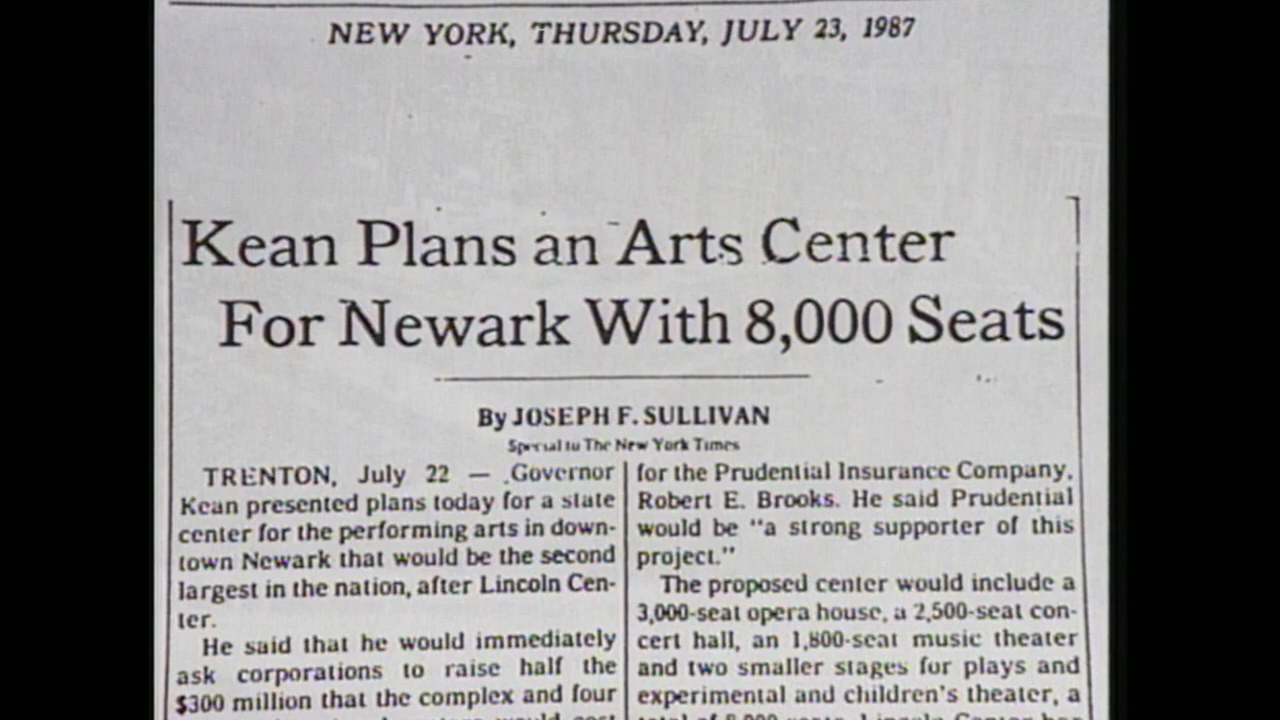 NEW YORK, THURSDAY, JULY 23, 1987
Kean Plans an Arts Center
For Newark With 8,000 Seats
By JOSEPH F. SULLIVAN
Special to The New York Times
TRENTON, July 22 — Governor
Kean presented plans today for a state
center for the performing arts in down-
town Newark that would be the second
largest in the nation, after Lincoln Cen-
ter.
He said that he would immediately
ask corporations to raise half the
$300 million that the complex and four
for the Prudential Insurance Company,
Robert E. Brooks. He said Prudential
would be "a strong supporter of this
project."
The proposed center would include a
3,000-seat opera house, a 2,500-seat con-
cert hall, an 1,800-seat music theater
and two smaller stages for plays and
experimental and children's theater, a